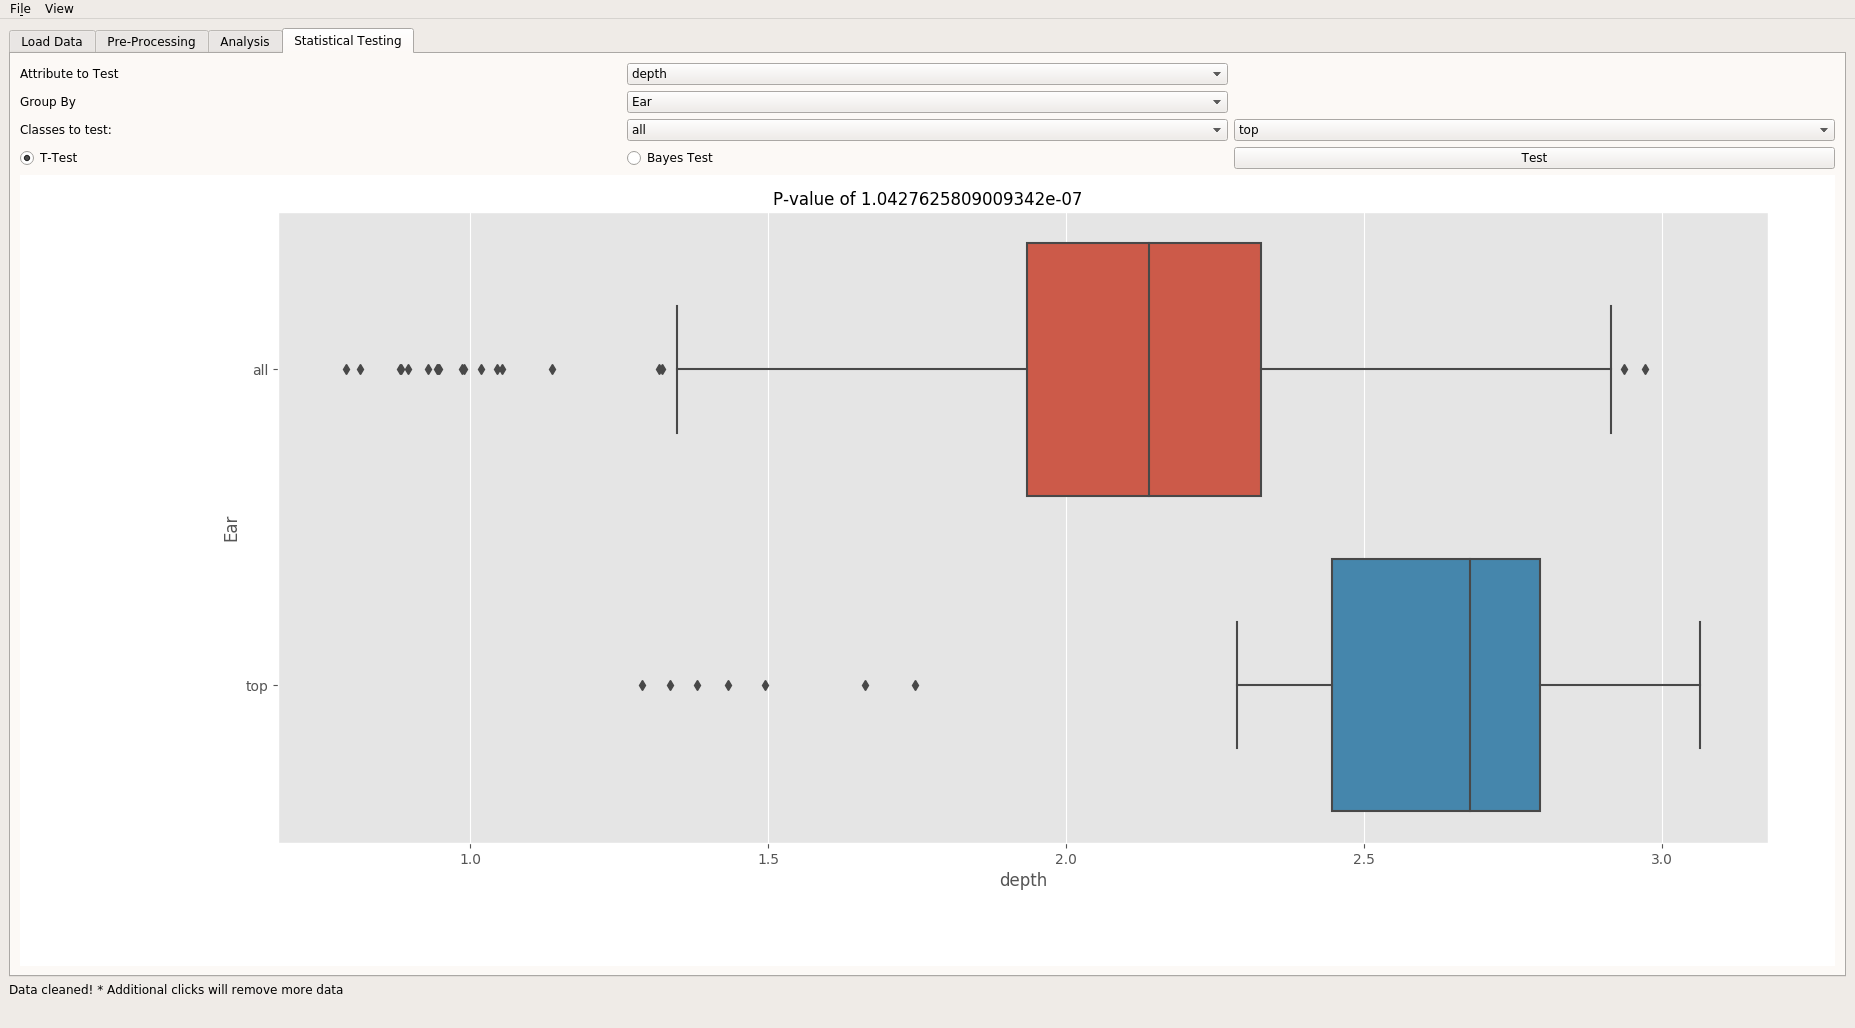 File View
Load Data Pre-Processing Analysis Statistical Testing
Attribute to Test depth
Group By Ear
Classes to test: all top
T-Test Bayes Test Test
P-value of 1.0427625809009342e-07
all
Ear
top
1.0 1.5 2.0 2.5 3.0
depth
Data cleaned! * Additional clicks will remove more data